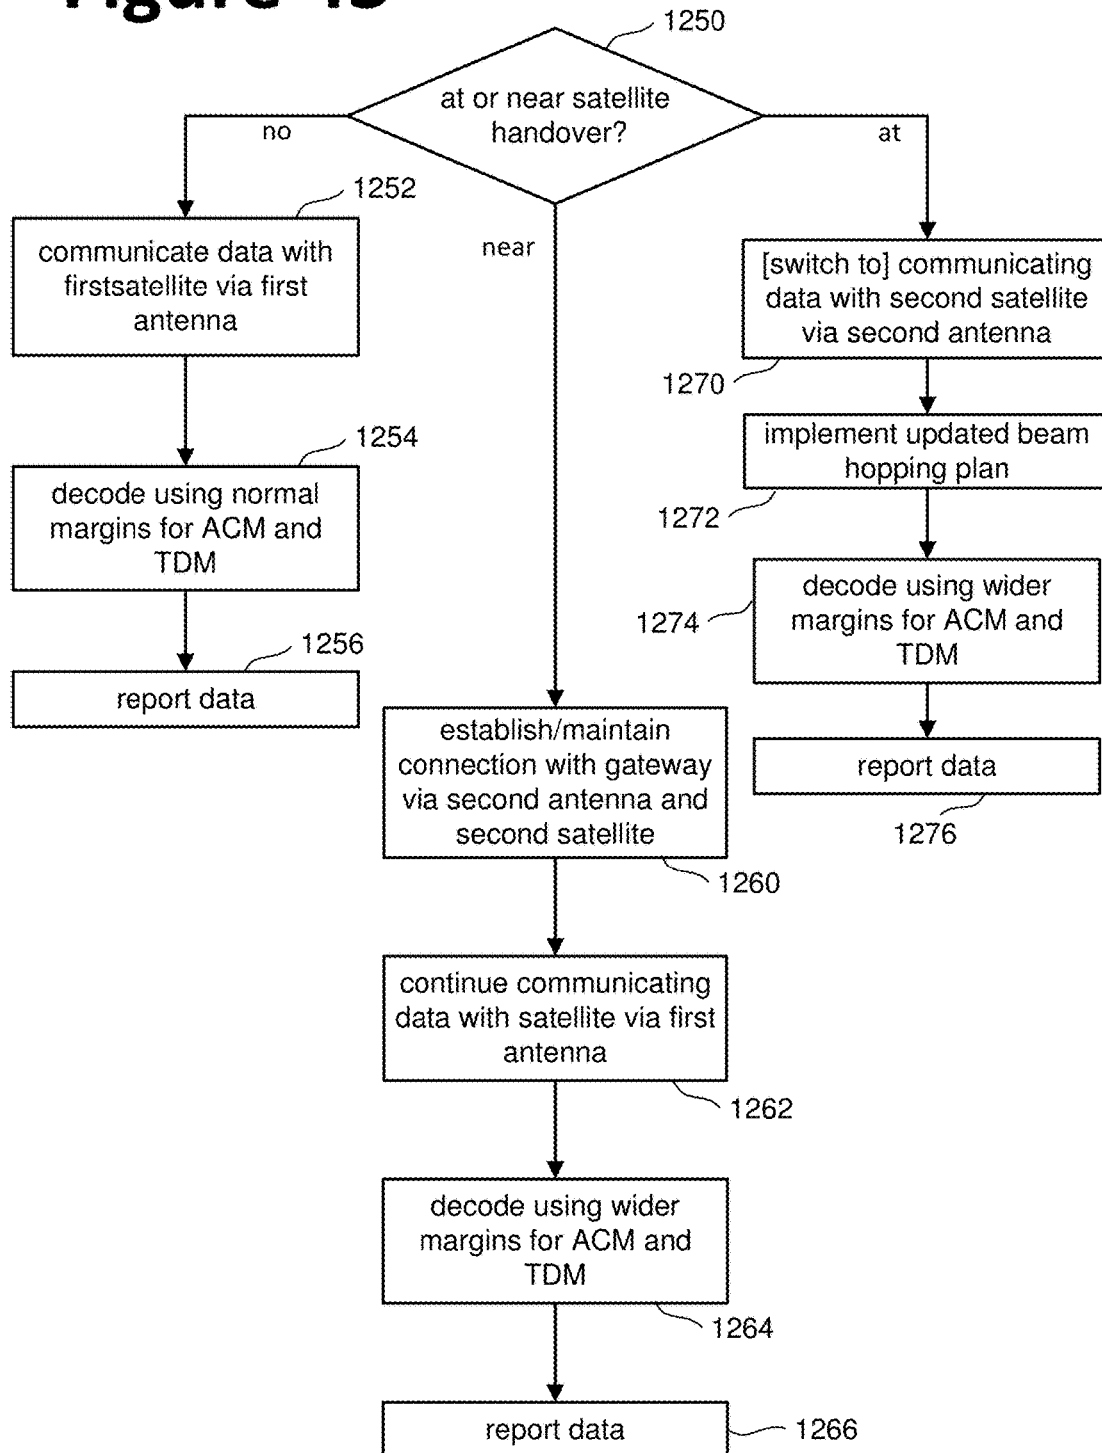 1250
at or near satellite
handover?
no
near
at
1252
communicate data with
firstsatellite via first
antenna
1254
decode using normal
margins for ACM and
TDM
1256
report data
establish/maintain
connection with gateway
via second antenna and
second satellite
1260
continue communicating
data with satellite via first
antenna
1262
decode using wider
margins for ACM and
TDM
1264
report data
1266
[switch to] communicating
data with second satellite
via second antenna
1270
implement updated beam
hopping plan
1272
decode using wider
margins for ACM and
TDM
1274
report data
1276